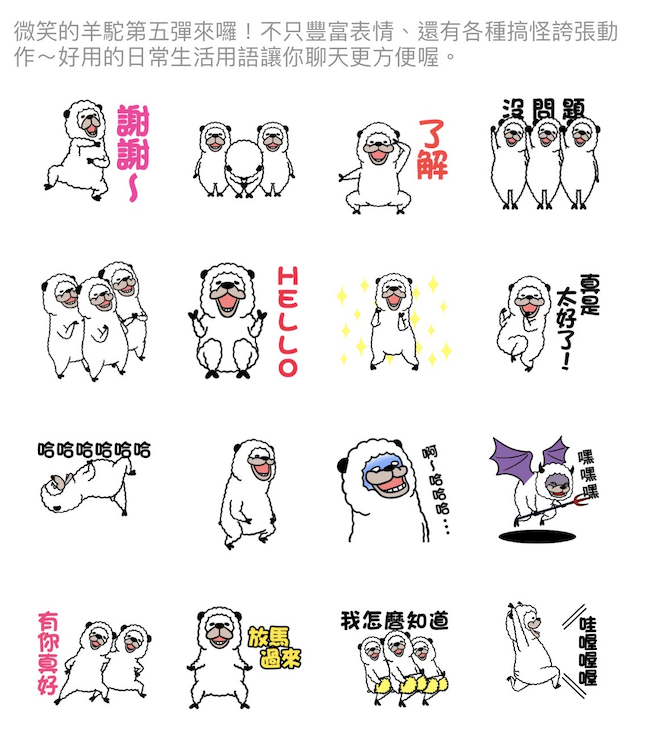 微笑的羊駝第五彈來囉！不只豐富表情、還有各種搞怪誇張動
作～好用的日常生活用語讓你聊天更方便喔。
謝謝～
了解
沒問題
HELLO
真是
太好了！
哈哈哈哈哈哈
啊～哈哈哈...
嘿嘿嘿
有你真好
放馬
過來
我怎麼知道
哇喔喔喔